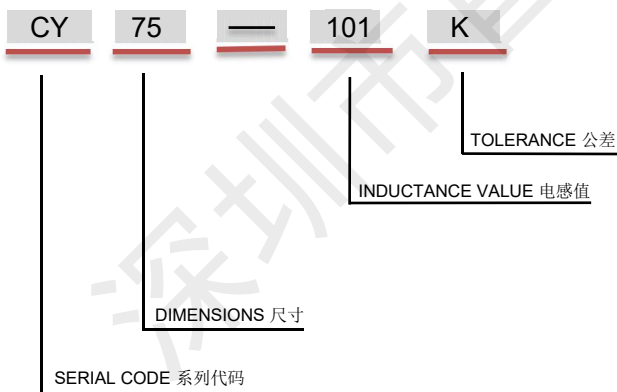 CY 75 — 101 K
TOLERANCE 公差
INDUCTANCE VALUE 电感值
DIMENSIONS 尺寸
SERIAL CODE 系列代码
深圳市